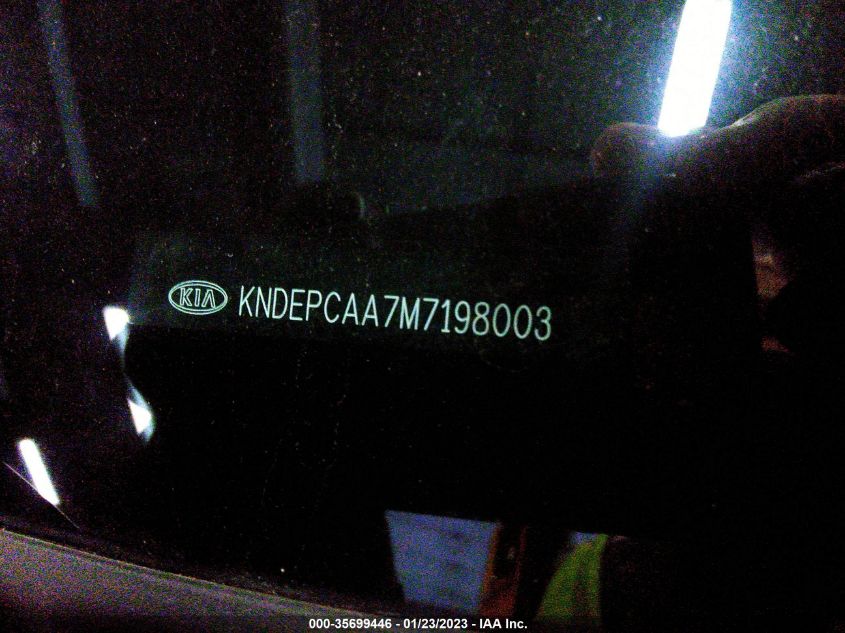 KIA KNDEPCAA7M7198003
000-35699446 - 01/23/2023 - IAA Inc.